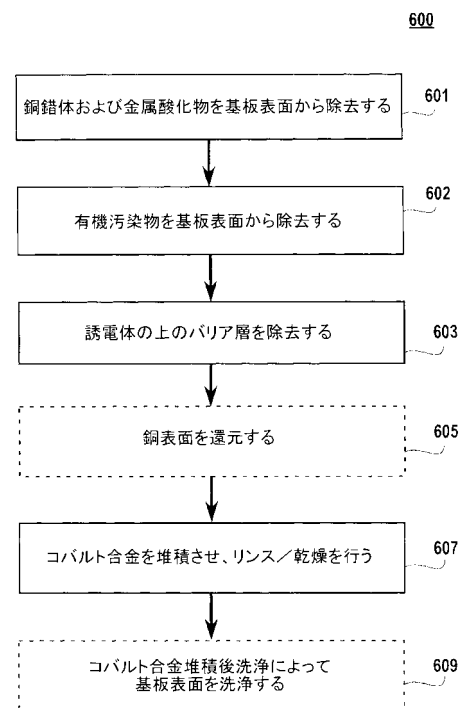 600
銅錯体および金属酸化物を基板表面から除去する
601
有機汚染物を基板表面から除去する
602
誘電体の上のバリア層を除去する
603
銅表面を還元する
605
コバルト合金を堆積させ、リンス／乾燥を行う
607
コバルト合金堆積後洗浄によって
基板表面を洗浄する
609